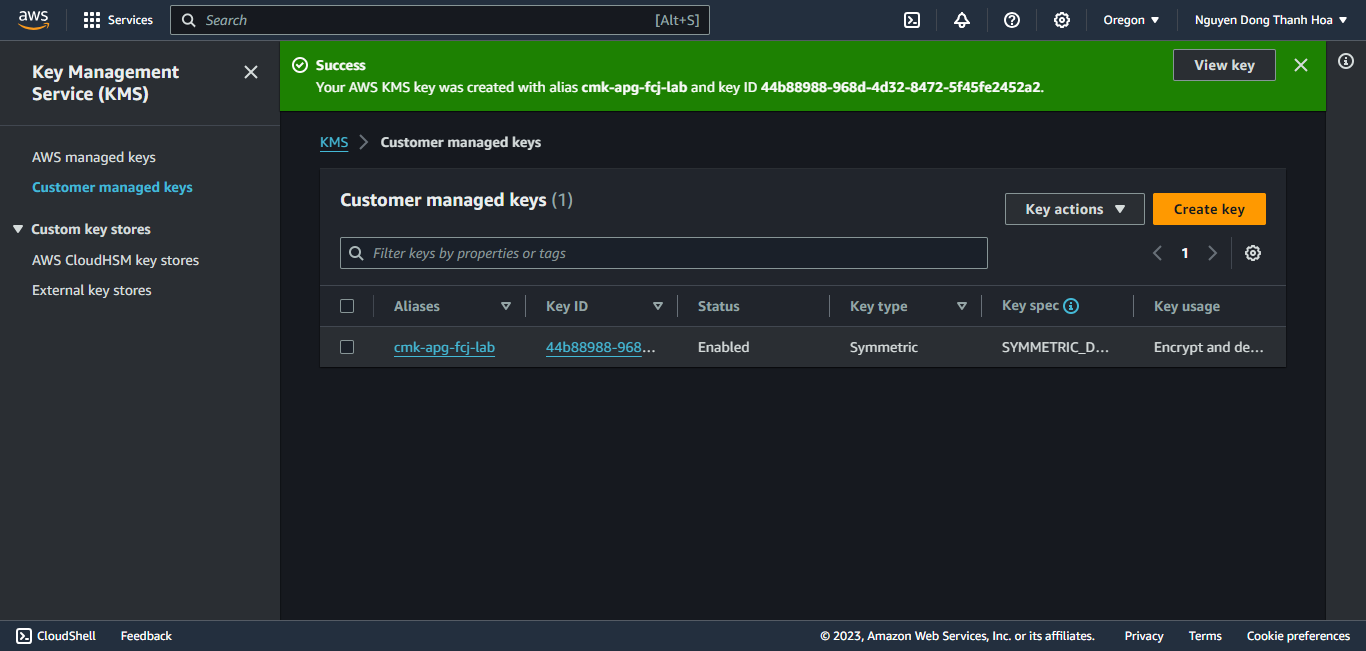 aws
Services
Search
[Alt+S]
Oregon
Nguyen Dong Thanh Hoa
Key Management
Service (KMS)
AWS managed keys
Customer managed keys
Custom key stores
AWS CloudHSM key stores
External key stores
Success
Your AWS KMS key was created with alias cmk-apg-fcj-lab and key ID 44b88988-968d-4d32-8472-5f45fe2452a2.
View key
KMS
Customer managed keys
Customer managed keys (1)
Key actions
Create key
Filter keys by properties or tags
1
Aliases Key ID Status Key type Key spec Key usage
cmk-apg-fcj-lab 44b88988-968... Enabled Symmetric SYMMETRIC_D... Encrypt and de...
CloudShell
Feedback
© 2023, Amazon Web Services, Inc. or its affiliates.
Privacy
Terms
Cookie preferences